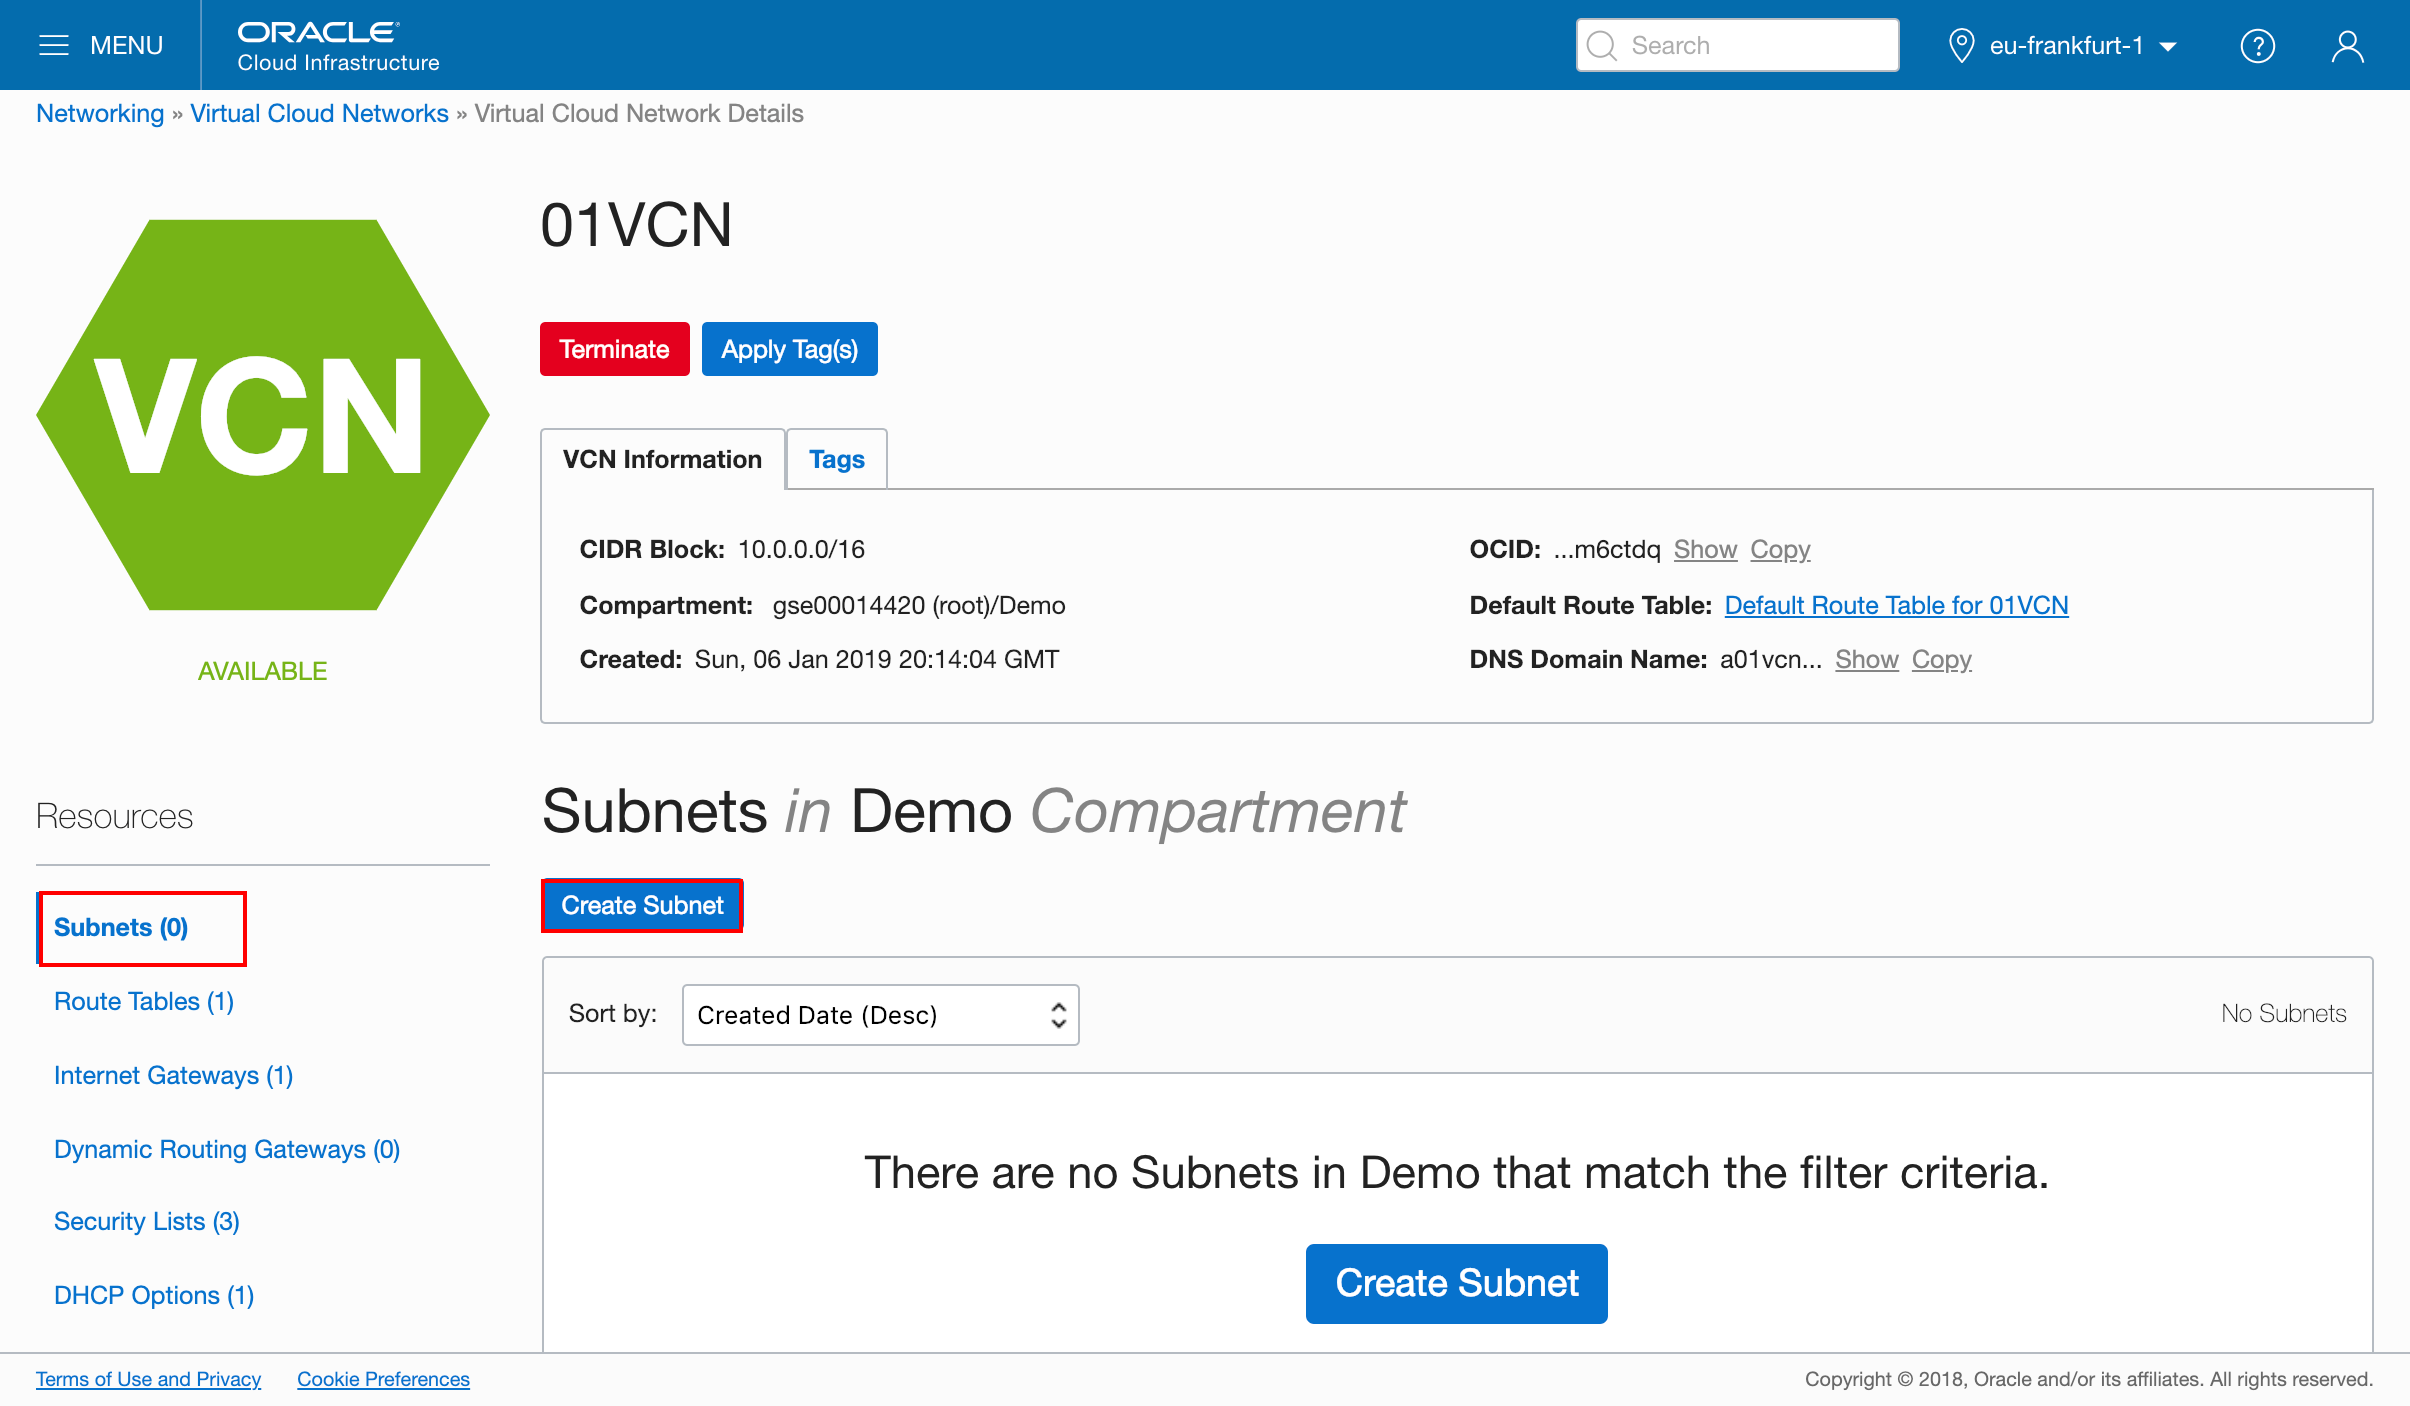 MENU
ORACLE
Cloud Infrastructure
Search
eu-frankfurt-1
?
Networking » Virtual Cloud Networks » Virtual Cloud Network Details
VCN
AVAILABLE
01VCN
Terminate
Apply Tag(s)
VCN Information
Tags
CIDR Block: 10.0.0.0/16
Compartment: gse00014420 (root)/Demo
Created: Sun, 06 Jan 2019 20:14:04 GMT
OCID: ...m6ctdq Show Copy
Default Route Table: Default Route Table for 01VCN
DNS Domain Name: a01vcn... Show Copy
Resources
Subnets (0)
Route Tables (1)
Internet Gateways (1)
Dynamic Routing Gateways (0)
Security Lists (3)
DHCP Options (1)
Subnets in Demo Compartment
Create Subnet
Sort by: Created Date (Desc)
No Subnets
There are no Subnets in Demo that match the filter criteria.
Create Subnet
Terms of Use and Privacy
Cookie Preferences
Copyright © 2018, Oracle and/or its affiliates. All rights reserved.